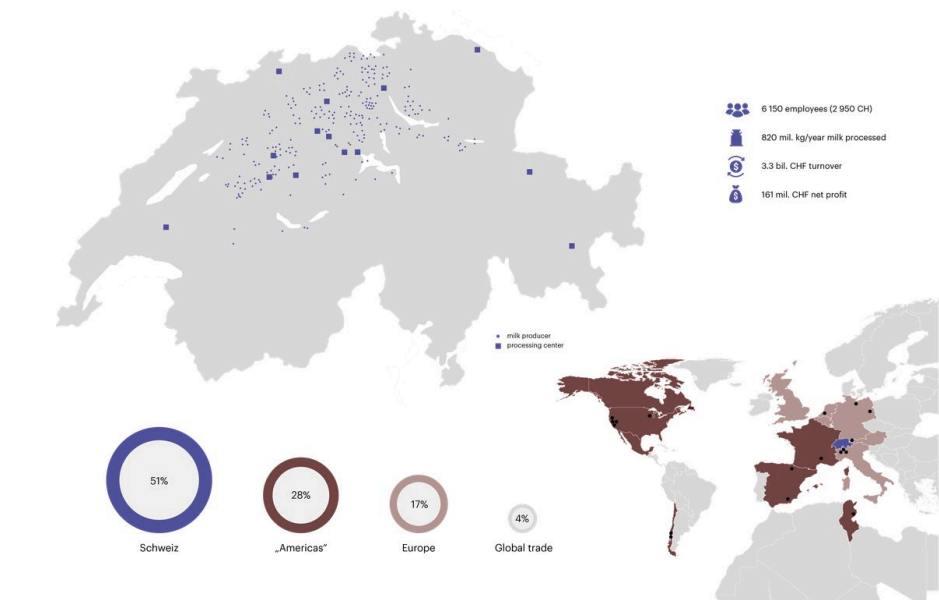 6 150 employees (2 950 CH)
820 mil. kg/year milk processed
3.3 bil. CHF turnover
161 mil. CHF net profit
milk producer
processing center
51%
28%
17%
4%
Schweiz
„Americas“
Europe
Global trade